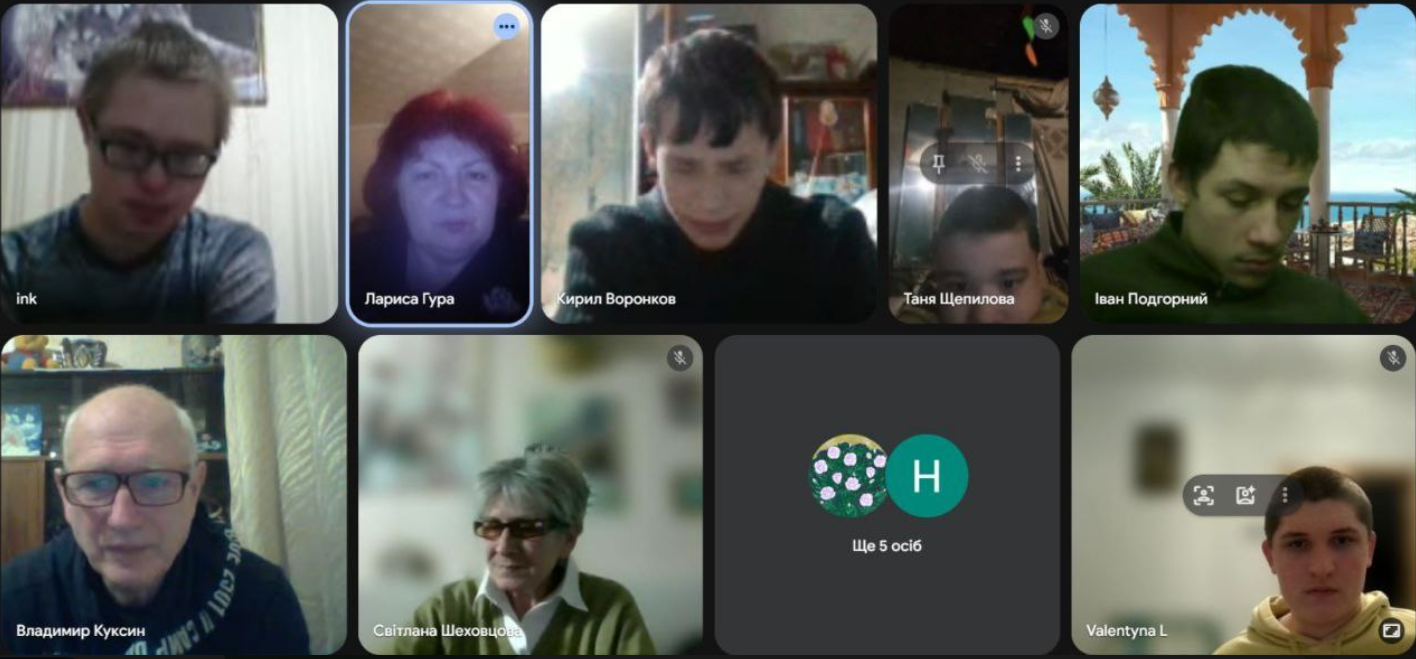 ink
Лариса Гура
Кирил Воронков
Таня Щепилова
Іван Подгорний
Владимир Куксин
Світлана Шеховцова
H
Ще 5 осіб
Valentyna L